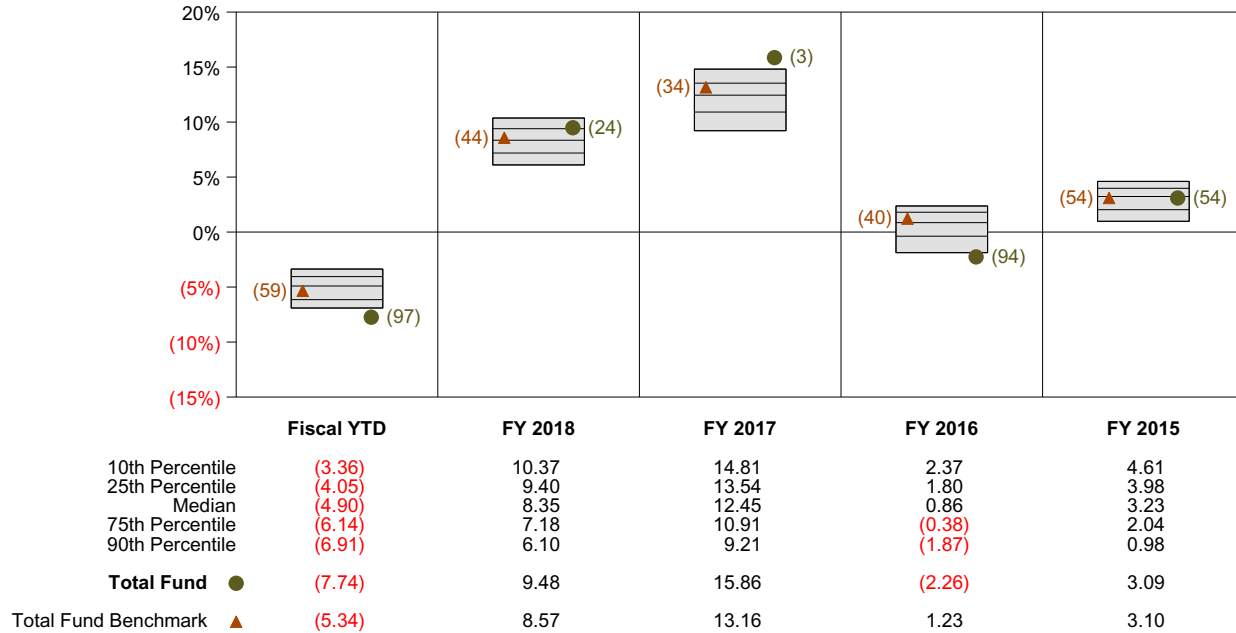 20%
15%
10%
5%
0%
(5%)
(10%)
(15%)
(59)
(97)
(44)
(24)
(34)
(3)
(40)
(94)
(54)
(54)
Fiscal YTD FY 2018 FY 2017 FY 2016 FY 2015
10th Percentile (3.36) 10.37 14.81 2.37 4.61
25th Percentile (4.05) 9.40 13.54 1.80 3.98
Median (4.90) 8.35 12.45 0.86 3.23
75th Percentile (6.14) 7.18 10.91 (0.38) 2.04
90th Percentile (6.91) 6.10 9.21 (1.87) 0.98
Total Fund (7.74) 9.48 15.86 (2.26) 3.09
Total Fund Benchmark (5.34) 8.57 13.16 1.23 3.10